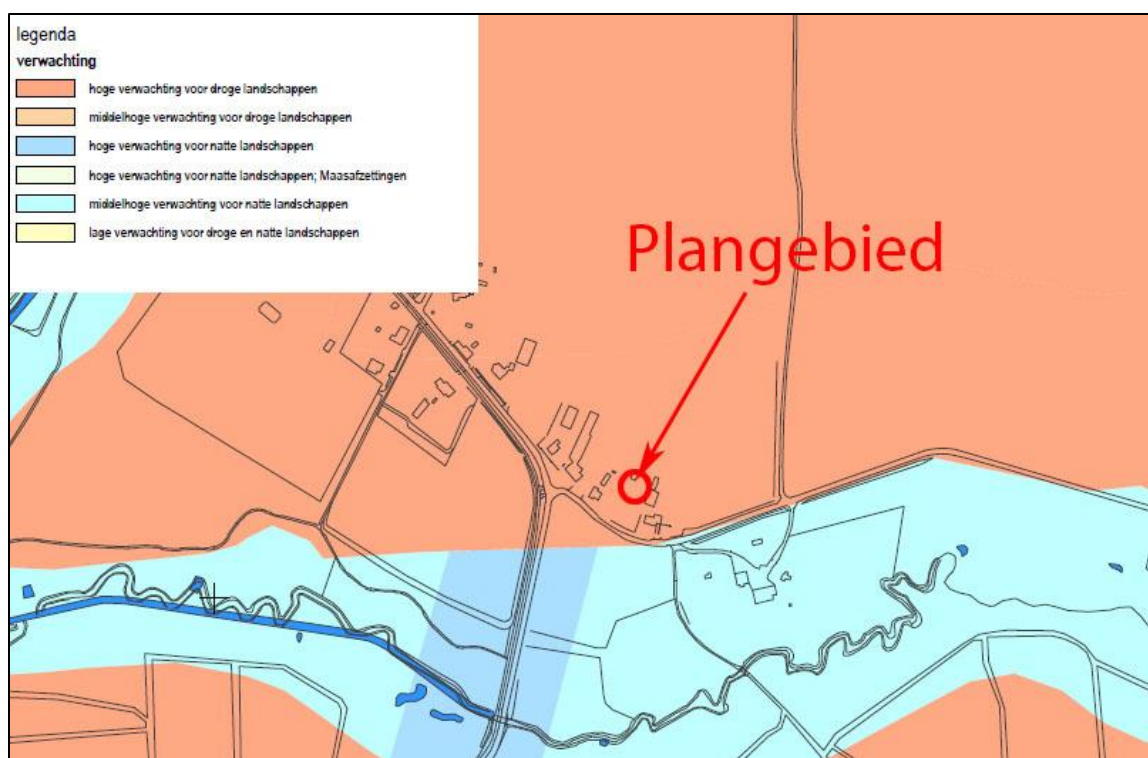 legenda
verwachting
hoge verwachting voor droge landschappen
middelhoge verwachting voor droge landschappen
hoge verwachting voor natte landschappen
hoge verwachting voor natte landschappen; Maasafzettingen
middelhoge verwachting voor natte landschappen
lage verwachting voor droge en natte landschappen
Plangebied